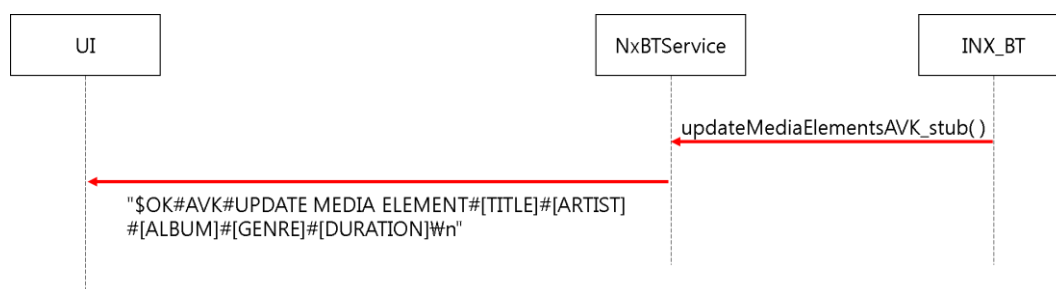 UI
NxBTService
INX_BT
updateMediaElementsAVK_stub( )
"$OK#AVK#UPDATE MEDIA ELEMENT#[TITLE]#[ARTIST]
#[ALBUM]#[GENRE]#[DURATION]₩n"